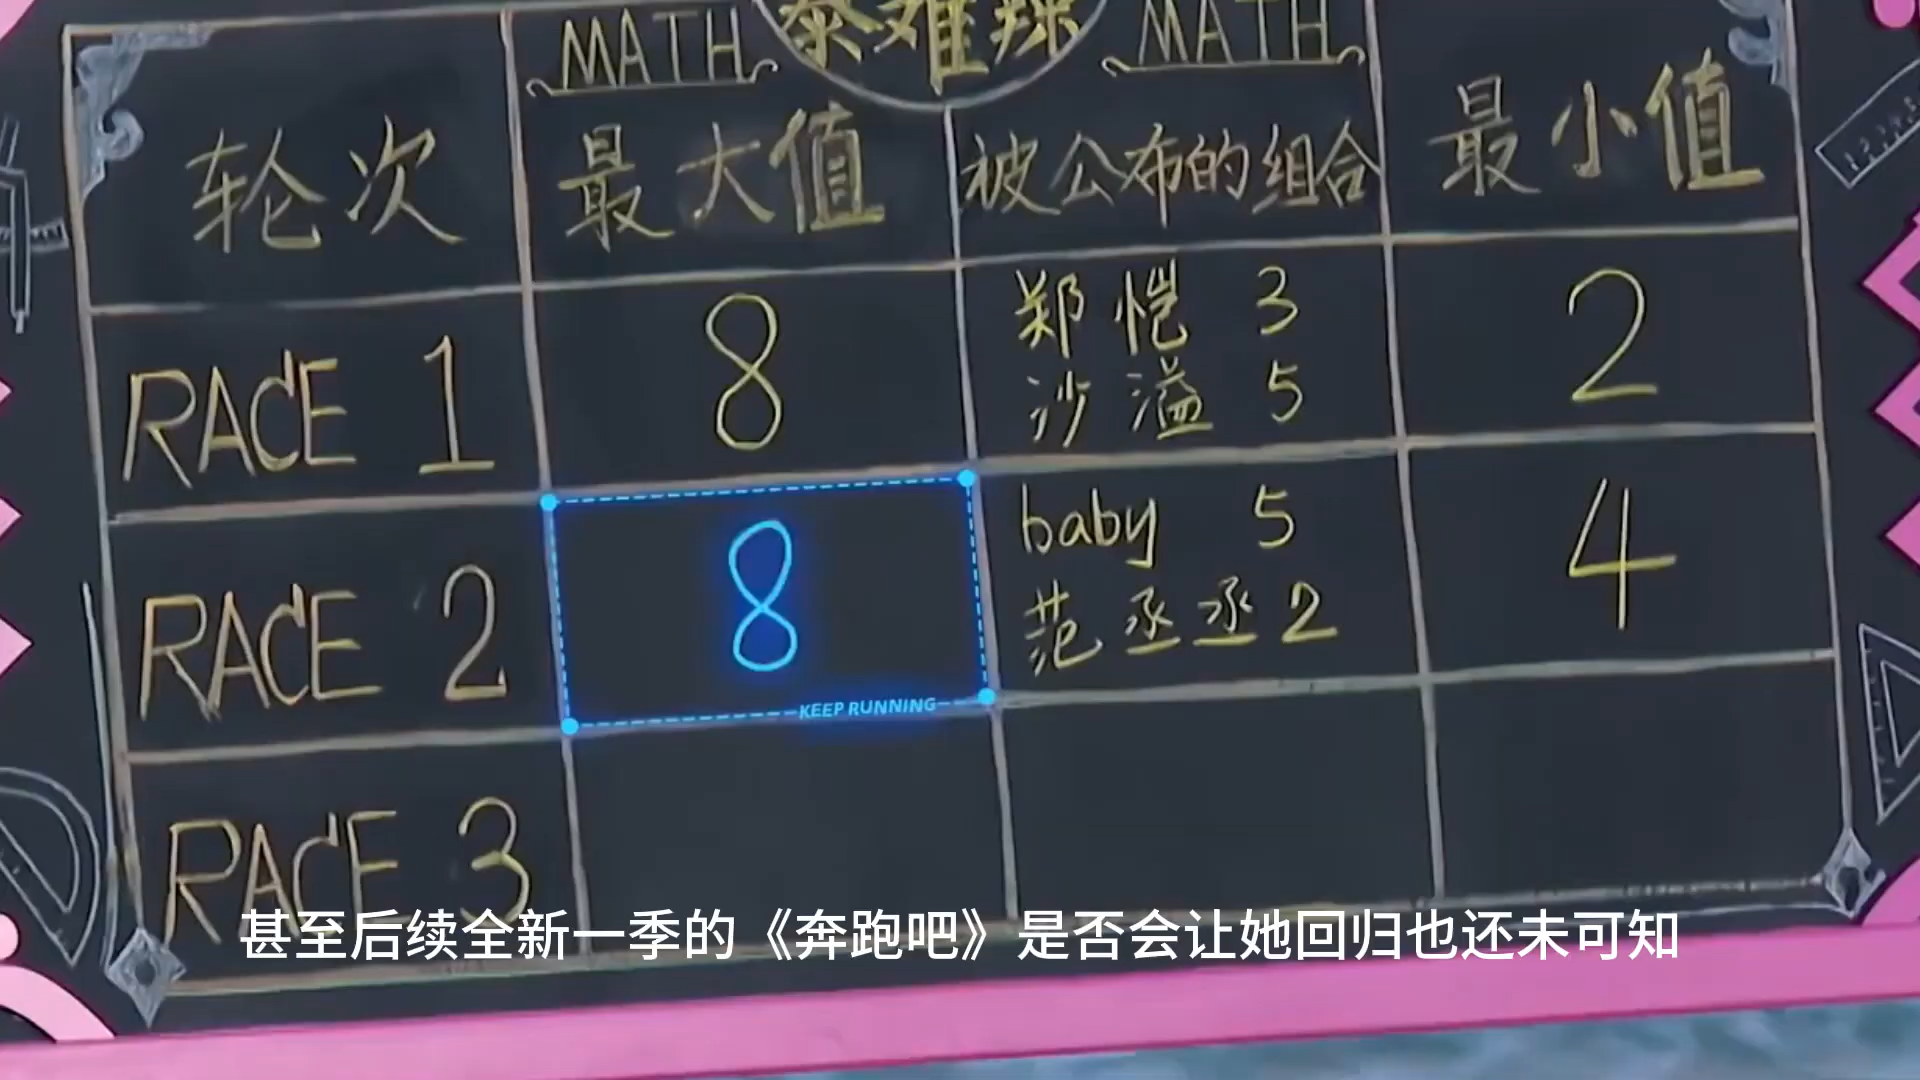 MATH 泰难辣 MATH
轮次 最大值 被公布的组合 最小值
RACE 1 8 郑恺 3 2
沙溢 5
RACE 2 8 baby 5 4
范丞丞 2
KEEP RUNNING
RACE 3
甚至后续全新一季的《奔跑吧》是否会让她回归也还未可知